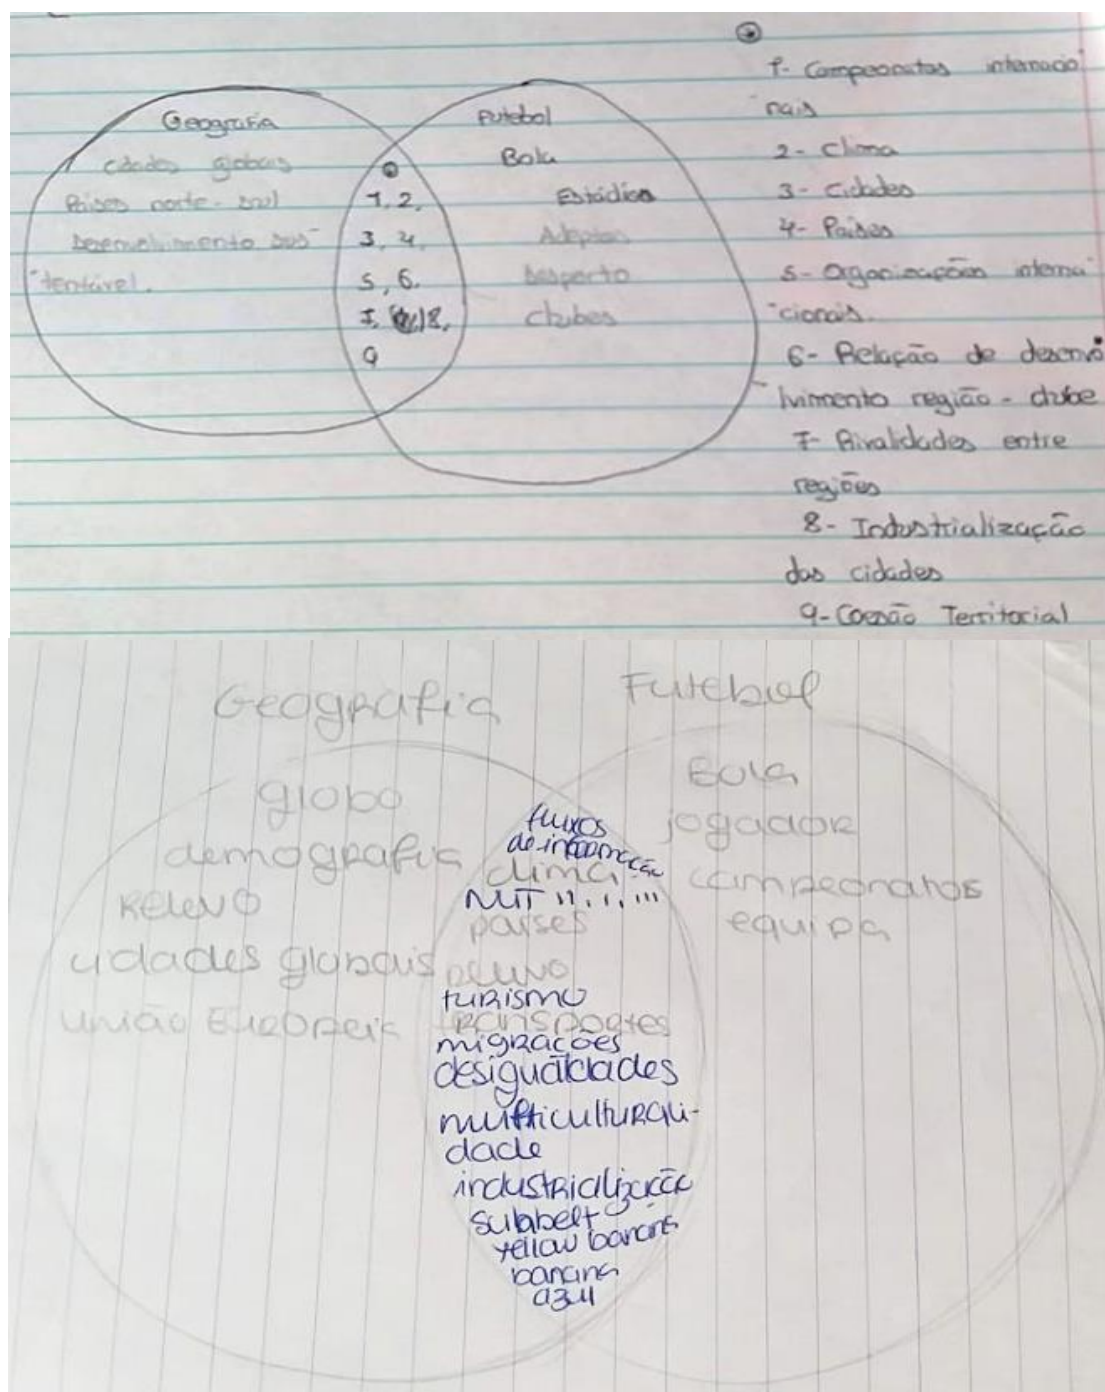 Geografia
Cidades globais
Países norte-sul
Desenvolvimento sus-
-tentável.
1, 2,
3, 4,
5, 6,
7, 8,
9
Futebol
Bola
Estádios
Adeptos
Desporto
Clubes
1- Campeonatos internacio-
-nais
2- Clima
3- Cidades
4- Países
5- Organizações interna-
-cionais.
6- Relação de desenvo-
-lvimento região - clube
7- Rivalidades entre
regiões
8- Industrialização
das cidades
9- Coesão Territorial
Geografia
globo
demografia
Relevo
cidades globais
União Europeia
fluxos
de informação
clima
NUT II, I, III
países
relevo
turismo
transportes
migrações
desigualdades
multiculturali-
dade
industrialização
yellow banana
banana
azul
Futebol
Bola
jogador
campeonatos
equipa